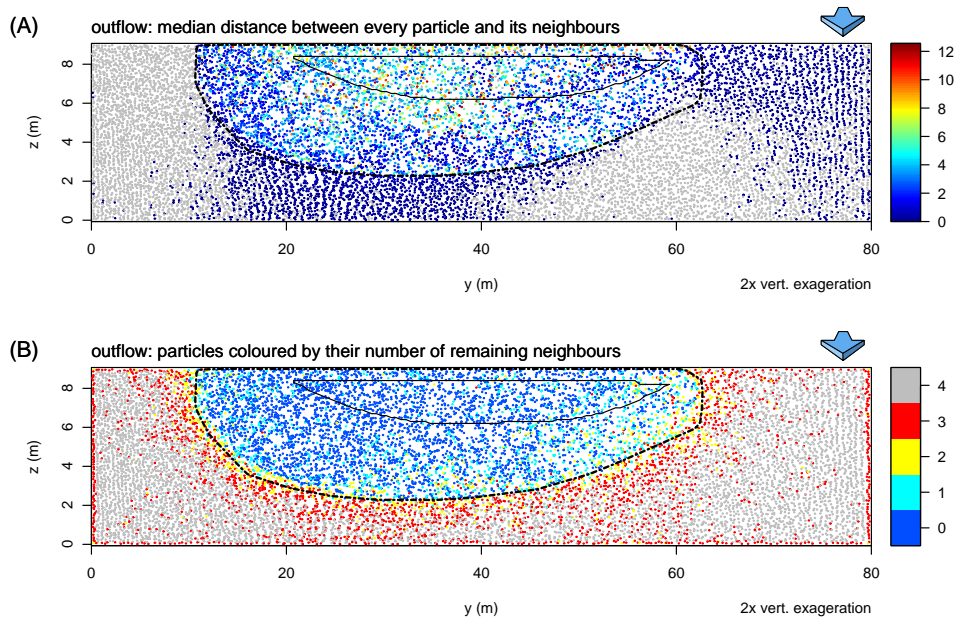 (A)
outflow: median distance between every particle and its neighbours
8
6
4
2
0
z (m)
0 20 40 60 80
y (m)
2x vert. exageration
12
10
8
6
4
2
0
(B)
outflow: particles coloured by their number of remaining neighbours
8
6
4
2
0
z (m)
0 20 40 60 80
y (m)
2x vert. exageration
4
3
2
1
0